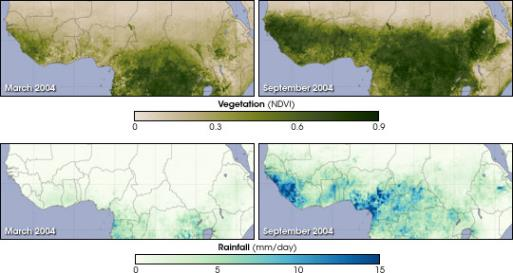 March 2004 September 2004
Vegetation (NDVI)
0 0.3 0.6 0.9
March 2004 September 2004
Rainfall (mm/day)
0 5 10 15